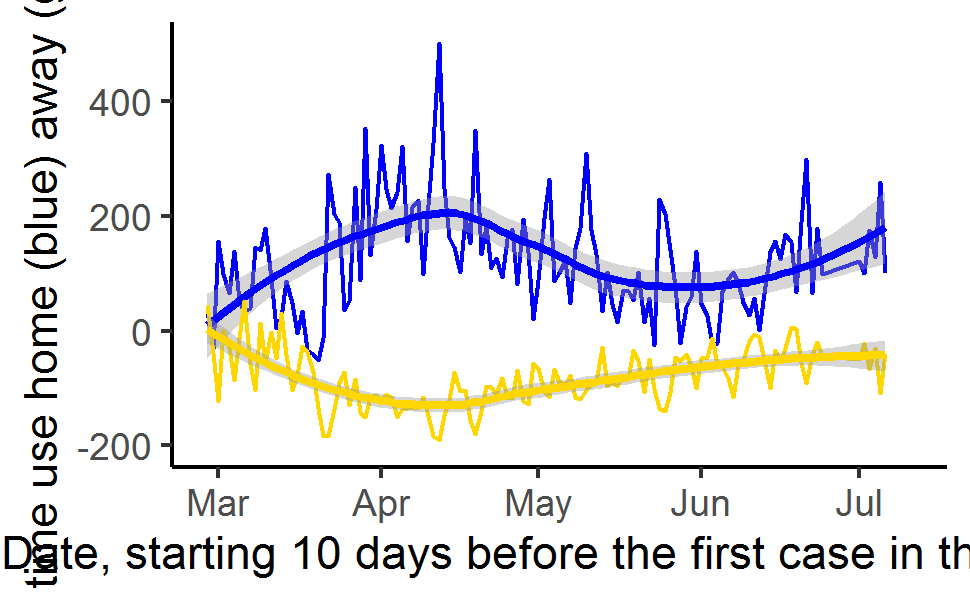 time use home (blue) away (
400
200
0
-200
Mar Apr May Jun Jul
Date, starting 10 days before the first case in th